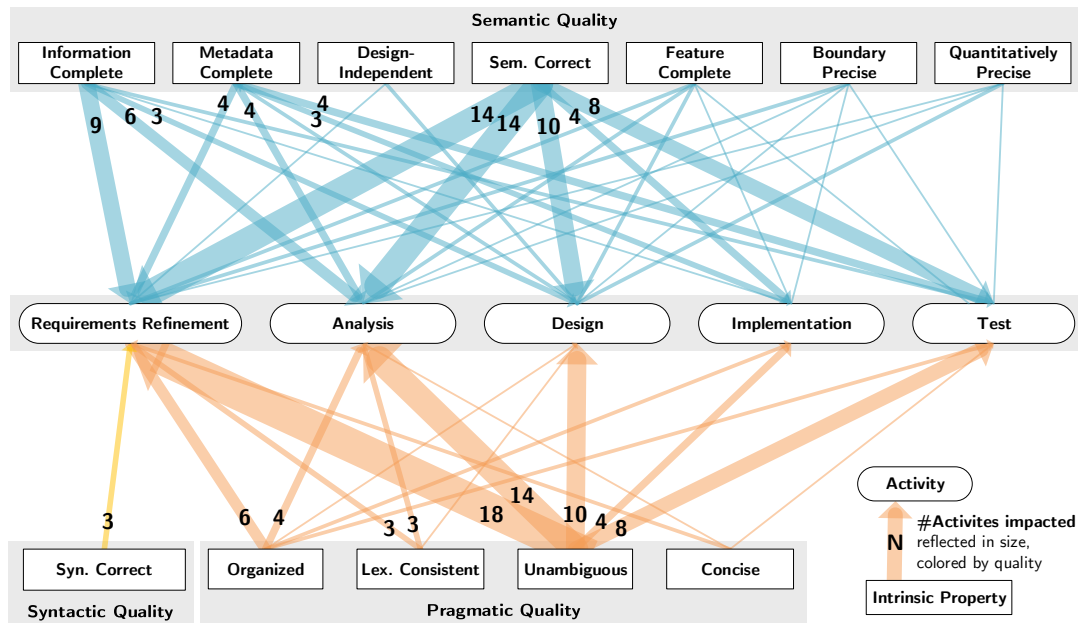 Semantic Quality
Information
Complete
Metadata
Complete
Design-
Independent
Sem. Correct
Feature
Complete
Boundary
Precise
Quantitatively
Precise
9
6
3
4
4
4
3
14
14
10
4
8
Requirements Refinement
Analysis
Design
Implementation
Test
3
6
4
3
3
18
14
10
4
8
Syn. Correct
Syntactic Quality
Organized
Lex. Consistent
Unambiguous
Concise
Pragmatic Quality
Activity
N
#Activites impacted
reflected in size,
colored by quality
Intrinsic Property